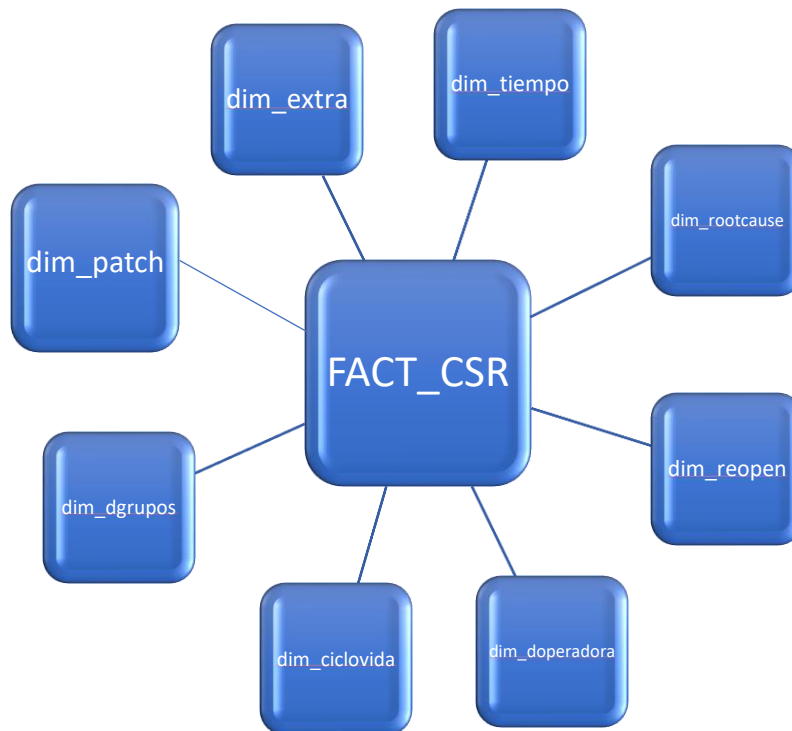 dim_tiempo
dim_extra
dim_rootcause
dim_patch
FACT_CSR
dim_reopen
dim_dgrupos
dim_doperadora
dim_ciclovida